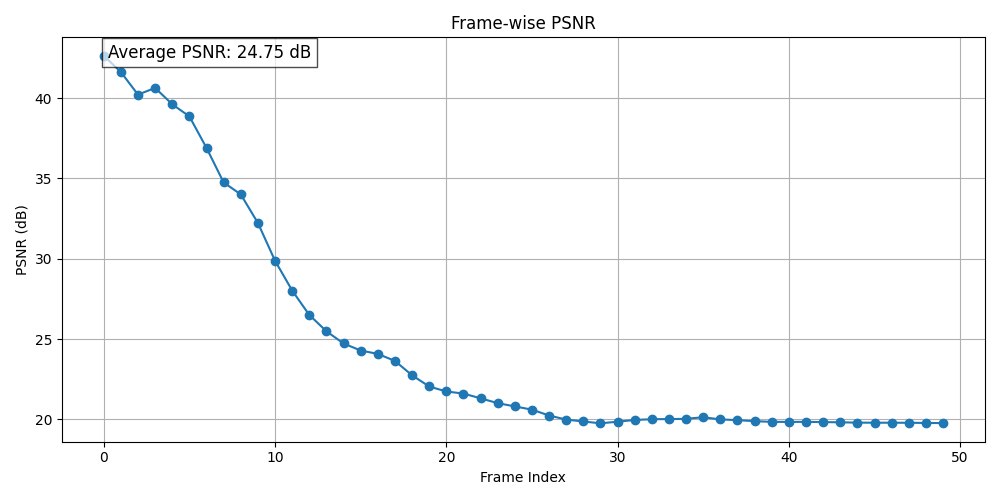 Frame-wise PSNR
Average PSNR: 24.75 dB
PSNR (dB)
40
35
30
25
20
0 10 20 30 40 50
Frame Index